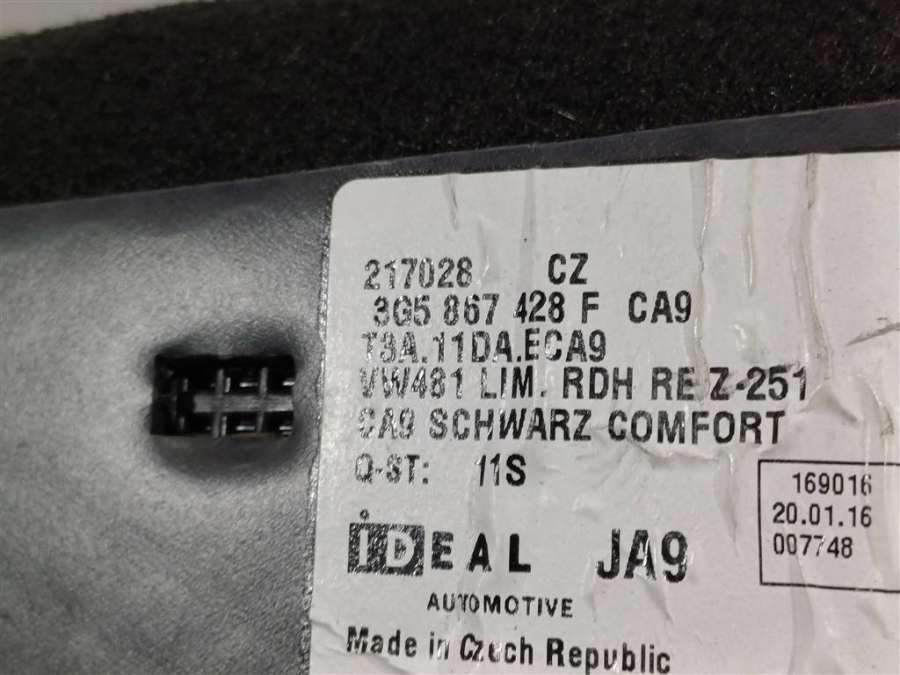 217028 CZ
3G5 867 428 F CA9
T3A.11DA.ECA9
VW481 LIM. RDH RE Z-251
CA9 SCHWARZ COMFORT
Q-ST: 11S
169016
20.01.16
007748
iDEAL JA9
AUTOMOTIVE
Made in Czech Republic